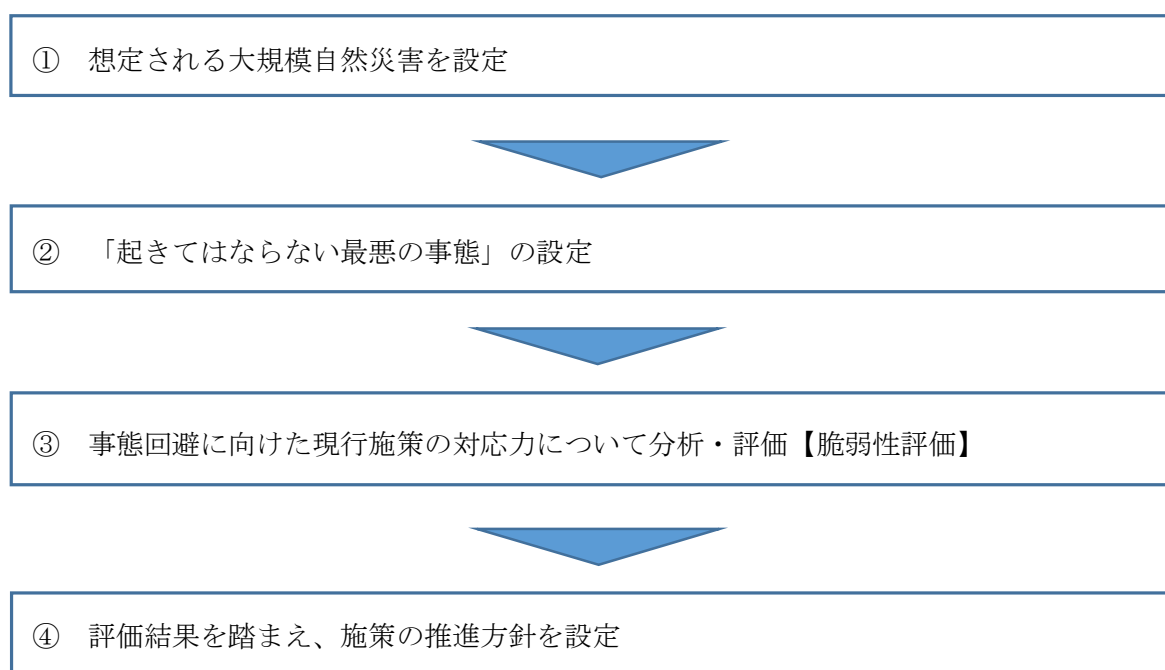 ① 想定される大規模自然災害を設定
② 「起きてはならない最悪の事態」の設定
③ 事態回避に向けた現行施策の対応力について分析・評価【脆弱性評価】
④ 評価結果を踏まえ、施策の推進方針を設定